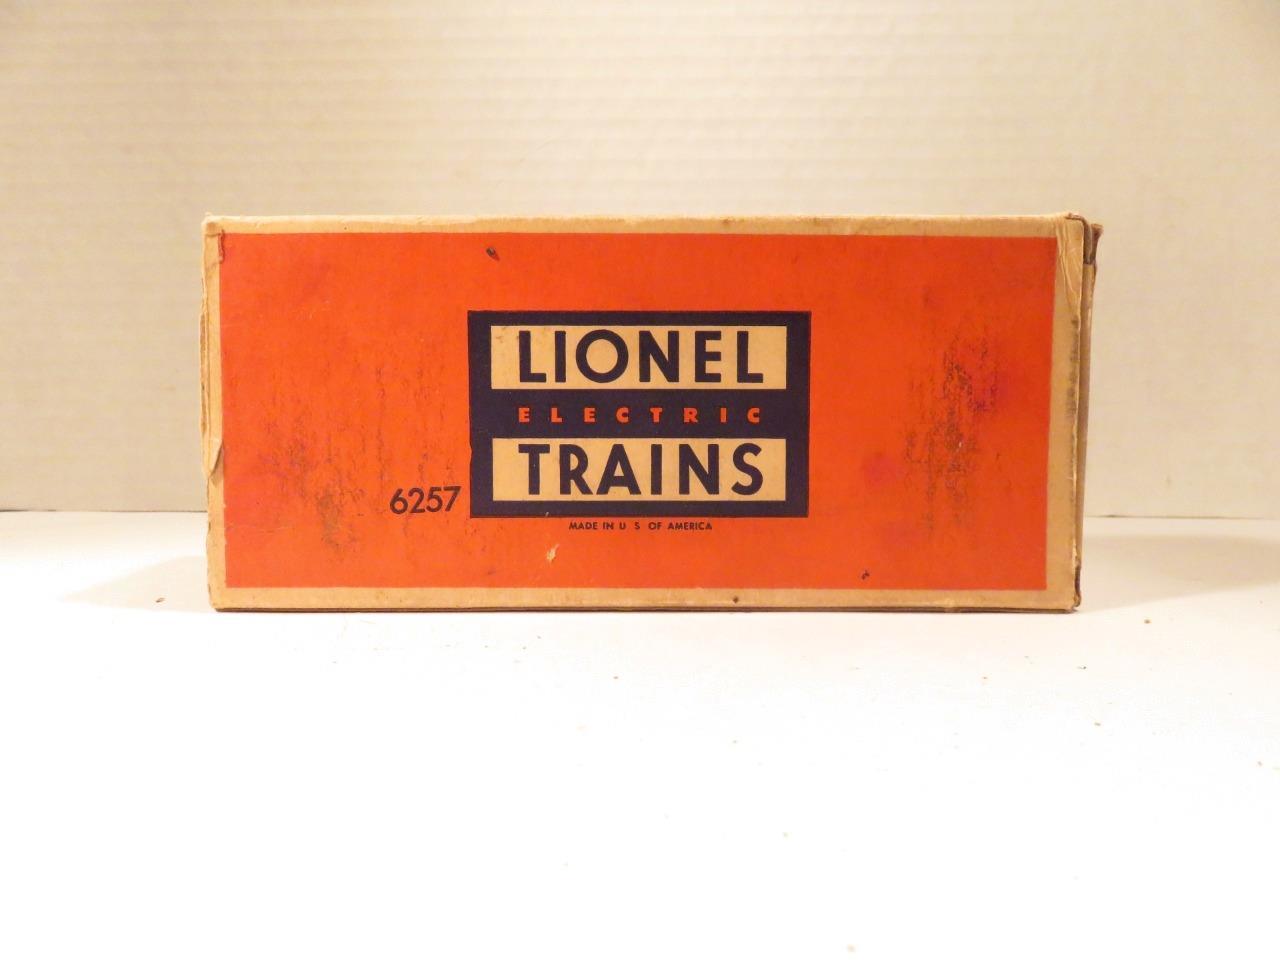 LIONEL
ELECTRIC
TRAINS
6257
MADE IN U S OF AMERICA